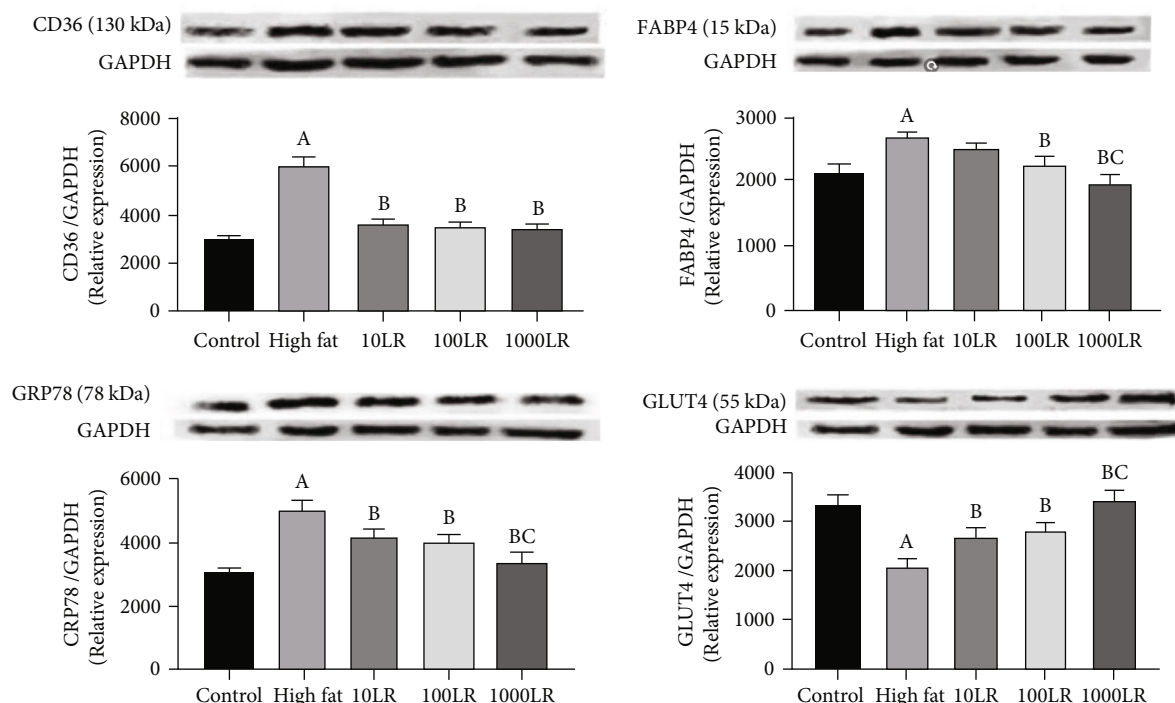 CD36 (130 kDa)
GAPDH
CD36 /GAPDH
(Relative expression)
8000
6000
4000
2000
0
A
B
B
B
Control High fat 10LR 100LR 1000LR
FABP4 (15 kDa)
GAPDH
FABP4 /GAPDH
(Relative expression)
3000
2000
1000
0
A
B
BC
Control High fat 10LR 100LR 1000LR
GRP78 (78 kDa)
GAPDH
CRP78 /GAPDH
(Relative expression)
6000
4000
2000
0
A
B
B
BC
Control High fat 10LR 100LR 1000LR
GLUT4 (55 kDa)
GAPDH
GLUT4 /GAPDH
(Relative expression)
4000
3000
2000
1000
0
A
B
B
BC
Control High fat 10LR 100LR 1000LR